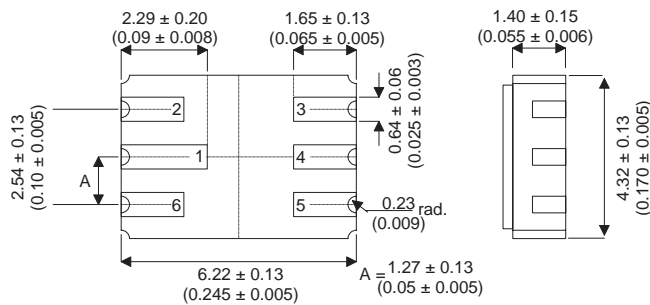 2.29 ± 0.20
(0.09 ± 0.008)
1.65 ± 0.13
(0.065 ± 0.005)
1.40 ± 0.15
(0.055 ± 0.006)
2.54 ± 0.13
(0.10 ± 0.005)
A
2
1
6
3
4
5
0.64 ± 0.06
(0.025 ± 0.003)
0.23
(0.009)
rad.
4.32 ± 0.13
(0.170 ± 0.005)
6.22 ± 0.13
(0.245 ± 0.005)
A = 1.27 ± 0.13
(0.05 ± 0.005)